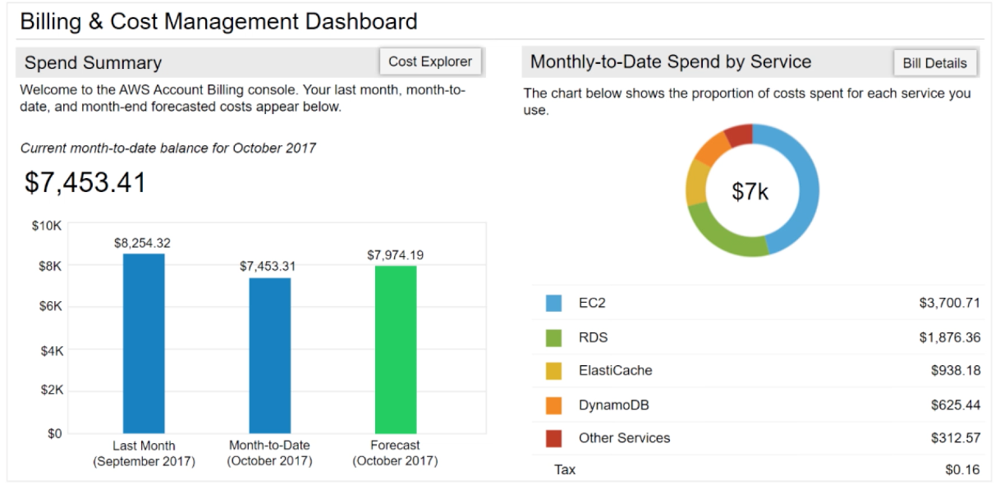 Billing & Cost Management Dashboard
Spend Summary
Cost Explorer
Welcome to the AWS Account Billing console. Your last month, month-to-
date, and month-end forecasted costs appear below.
Current month-to-date balance for October 2017
$7,453.41
$10K
$8K
$6K
$4K
$2K
$0
$8,254.32
$7,453.31
$7,974.19
Last Month
(September 2017)
Month-to-Date
(October 2017)
Forecast
(October 2017)
Monthly-to-Date Spend by Service
Bill Details
The chart below shows the proportion of costs spent for each service you
use.
$7k
EC2 $3,700.71
RDS $1,876.36
ElastiCache $938.18
DynamoDB $625.44
Other Services $312.57
Tax $0.16